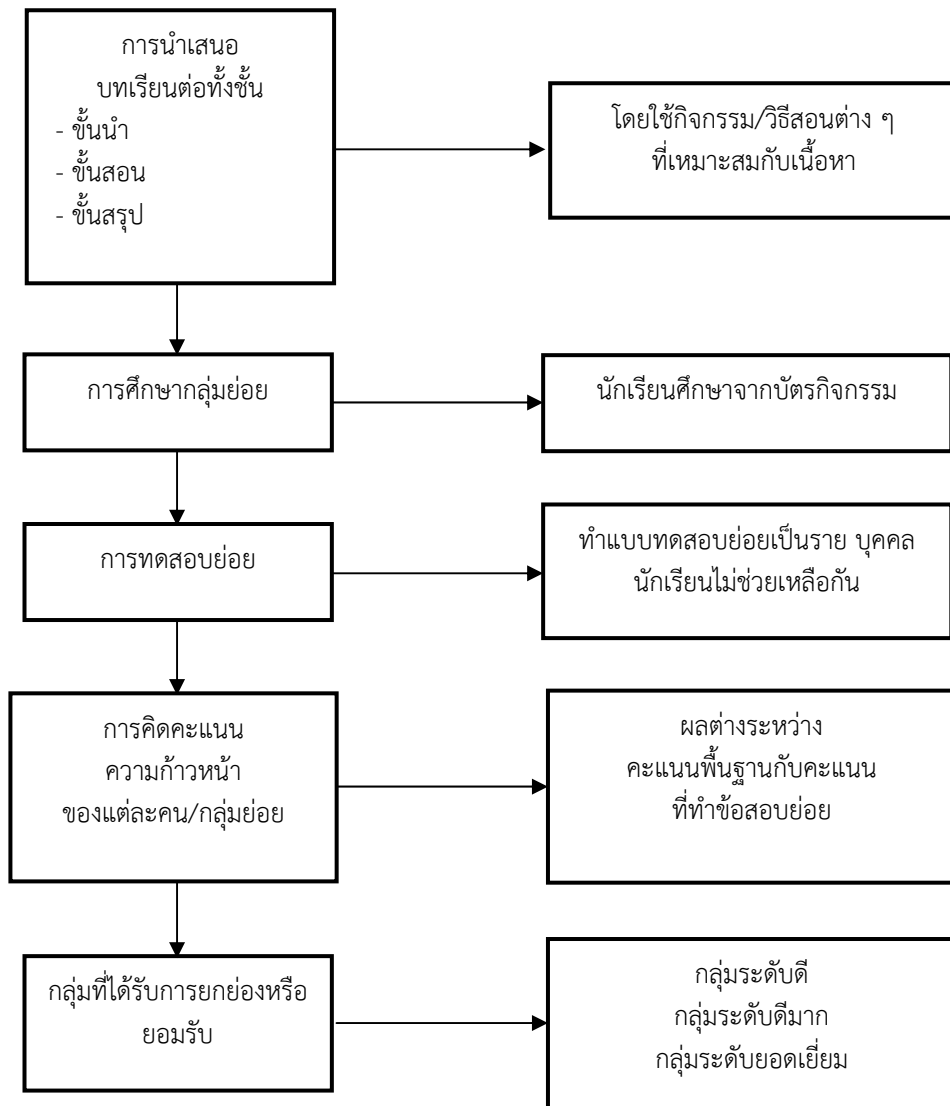 การนำเสนอ
บทเรียนต่อทั้งชั้น
- ขั้นนำ
- ขั้นสอน
- ขั้นสรุป
โดยใช้กิจกรรม/วิธีสอนต่าง ๆ
ที่เหมาะสมกับเนื้อหา
การศึกษากลุ่มย่อย
นักเรียนศึกษาจากบัตรกิจกรรม
การทดสอบย่อย
ทำแบบทดสอบย่อยเป็นราย บุคคล
นักเรียนไม่ช่วยเหลือกัน
การคิดคะแนน
ความก้าวหน้า
ของแต่ละคน/กลุ่มย่อย
ผลต่างระหว่าง
คะแนนพื้นฐานกับคะแนน
ที่ทำข้อสอบย่อย
กลุ่มที่ได้รับการยกย่องหรือ
ยอมรับ
กลุ่มระดับดี
กลุ่มระดับดีมาก
กลุ่มระดับยอดเยี่ยม